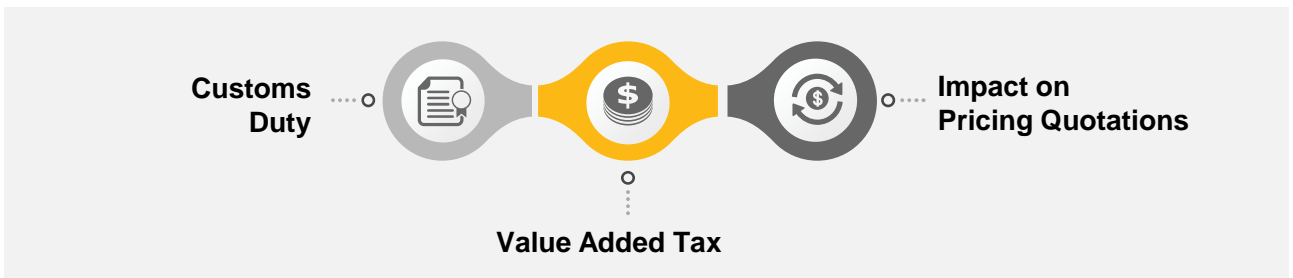 Customs
Duty
Value Added Tax
Impact on
Pricing Quotations